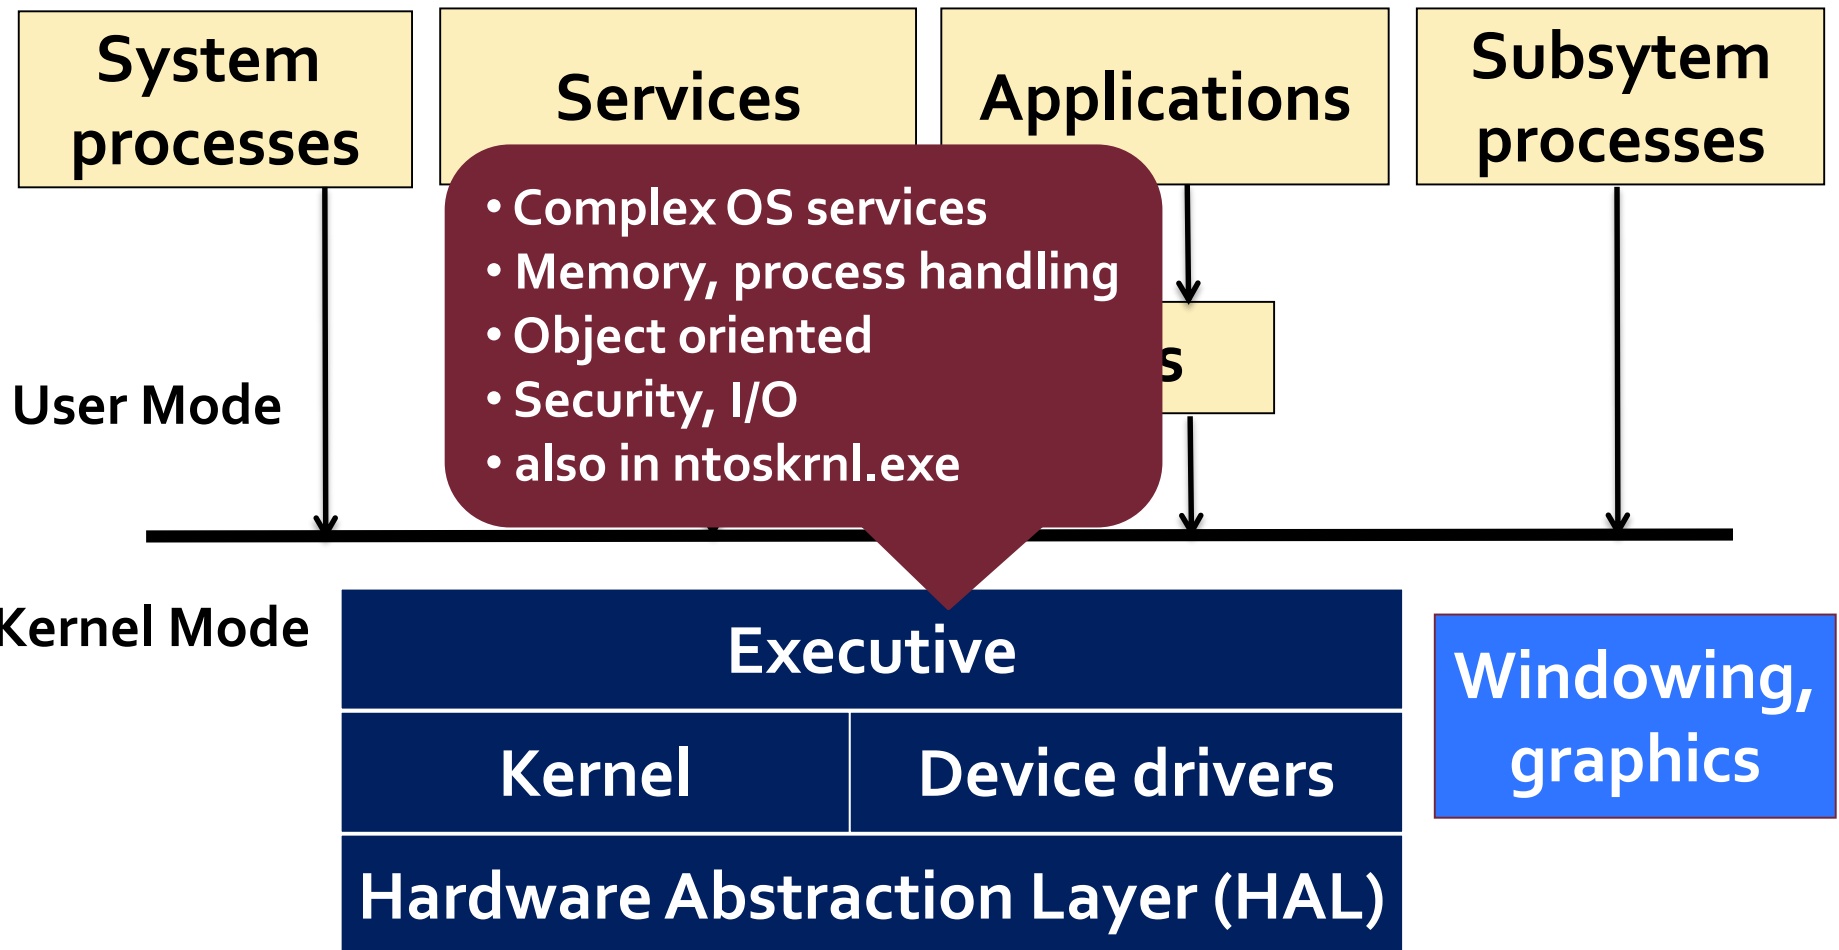 System
processes
Services
Applications
Subsytem
processes
• Complex OS services
• Memory, process handling
• Object oriented
• Security, I/O
• also in ntoskrnl.exe
User Mode
Kernel Mode
Executive
Kernel
Device drivers
Hardware Abstraction Layer (HAL)
Windowing,
graphics